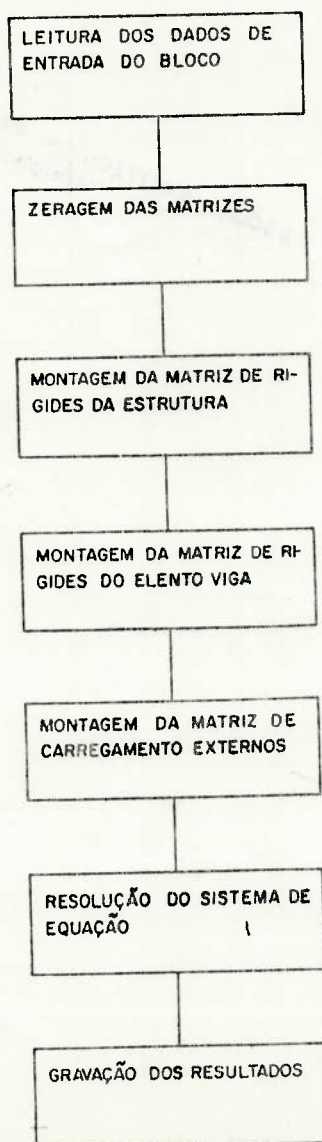 LEITURA DOS DADOS DE
ENTRADA DO BLOCO
ZERAGEM DAS MATRIZES
MONTAGEM DA MATRIZ DE RI-
GIDES DA ESTRUTURA
MONTAGEM DA MATRIZ DE RI-
GIDES DO ELENTO VIGA
MONTAGEM DA MATRIZ DE
CARREGAMENTO EXTERNOS
RESOLUÇÃO DO SISTEMA DE
EQUAÇÃO
GRAVAÇÃO DOS RESULTADOS